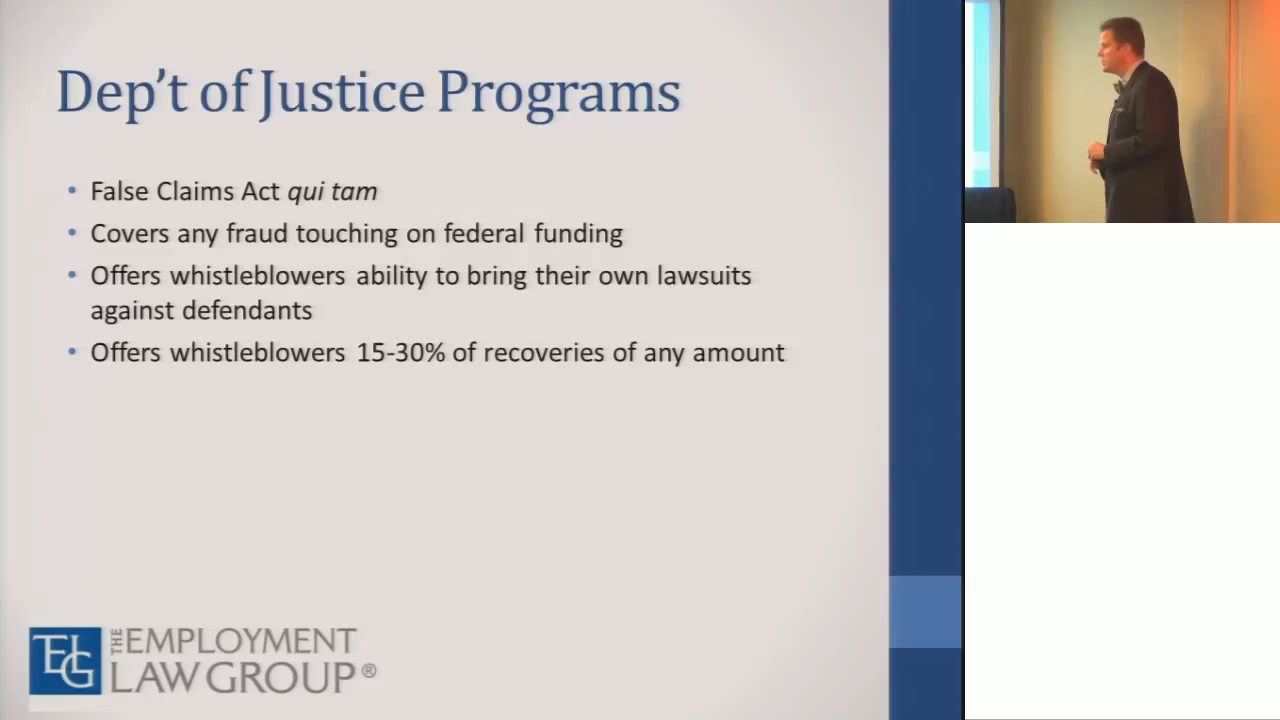 Dep't of Justice Programs
• False Claims Act qui tam
• Covers any fraud touching on federal funding
• Offers whistleblowers ability to bring their own lawsuits
against defendants
• Offers whistleblowers 15-30% of recoveries of any amount
TELG
THE EMPLOYMENT
LAW GROUP®